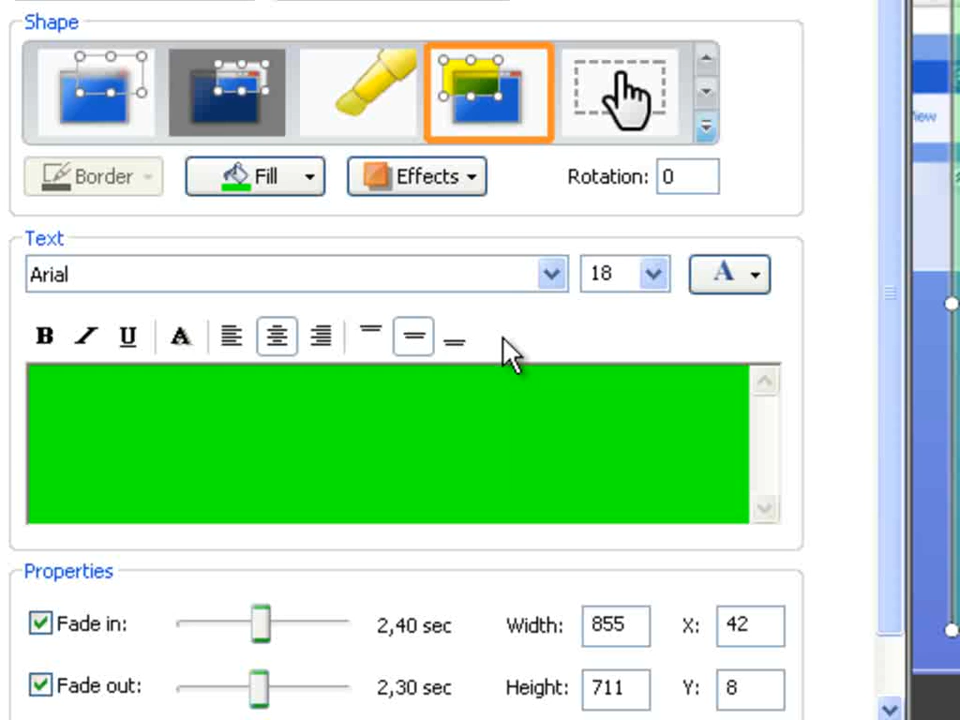 Shape
Border
Fill
Effects
Rotation: 0
Text
Arial
18
A
B I U A
Properties
Fade in: 2,40 sec Width: 855 X: 42
Fade out: 2,30 sec Height: 711 Y: 8